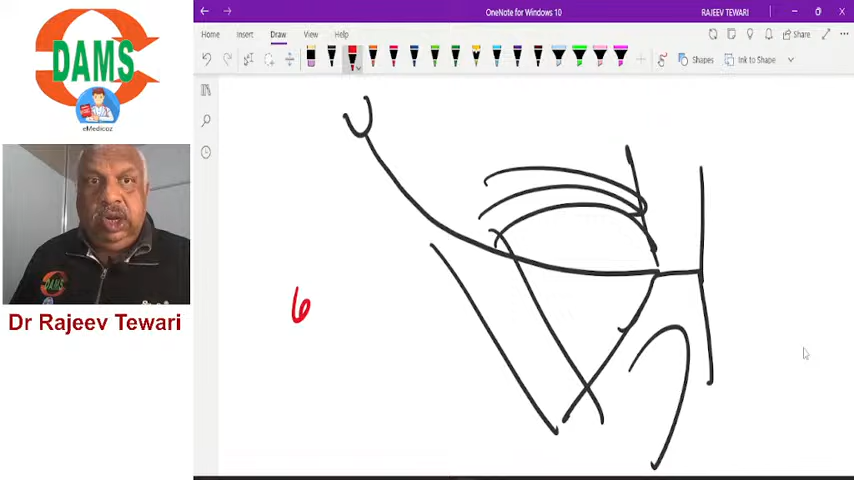 OneNote for Windows 10
RAJEEV TEWARI
Home Insert Draw View Help
Share
Shapes
Ink to Shape
DAMS
eMedicoz
DAMS
Dr Rajeev Tewari
6